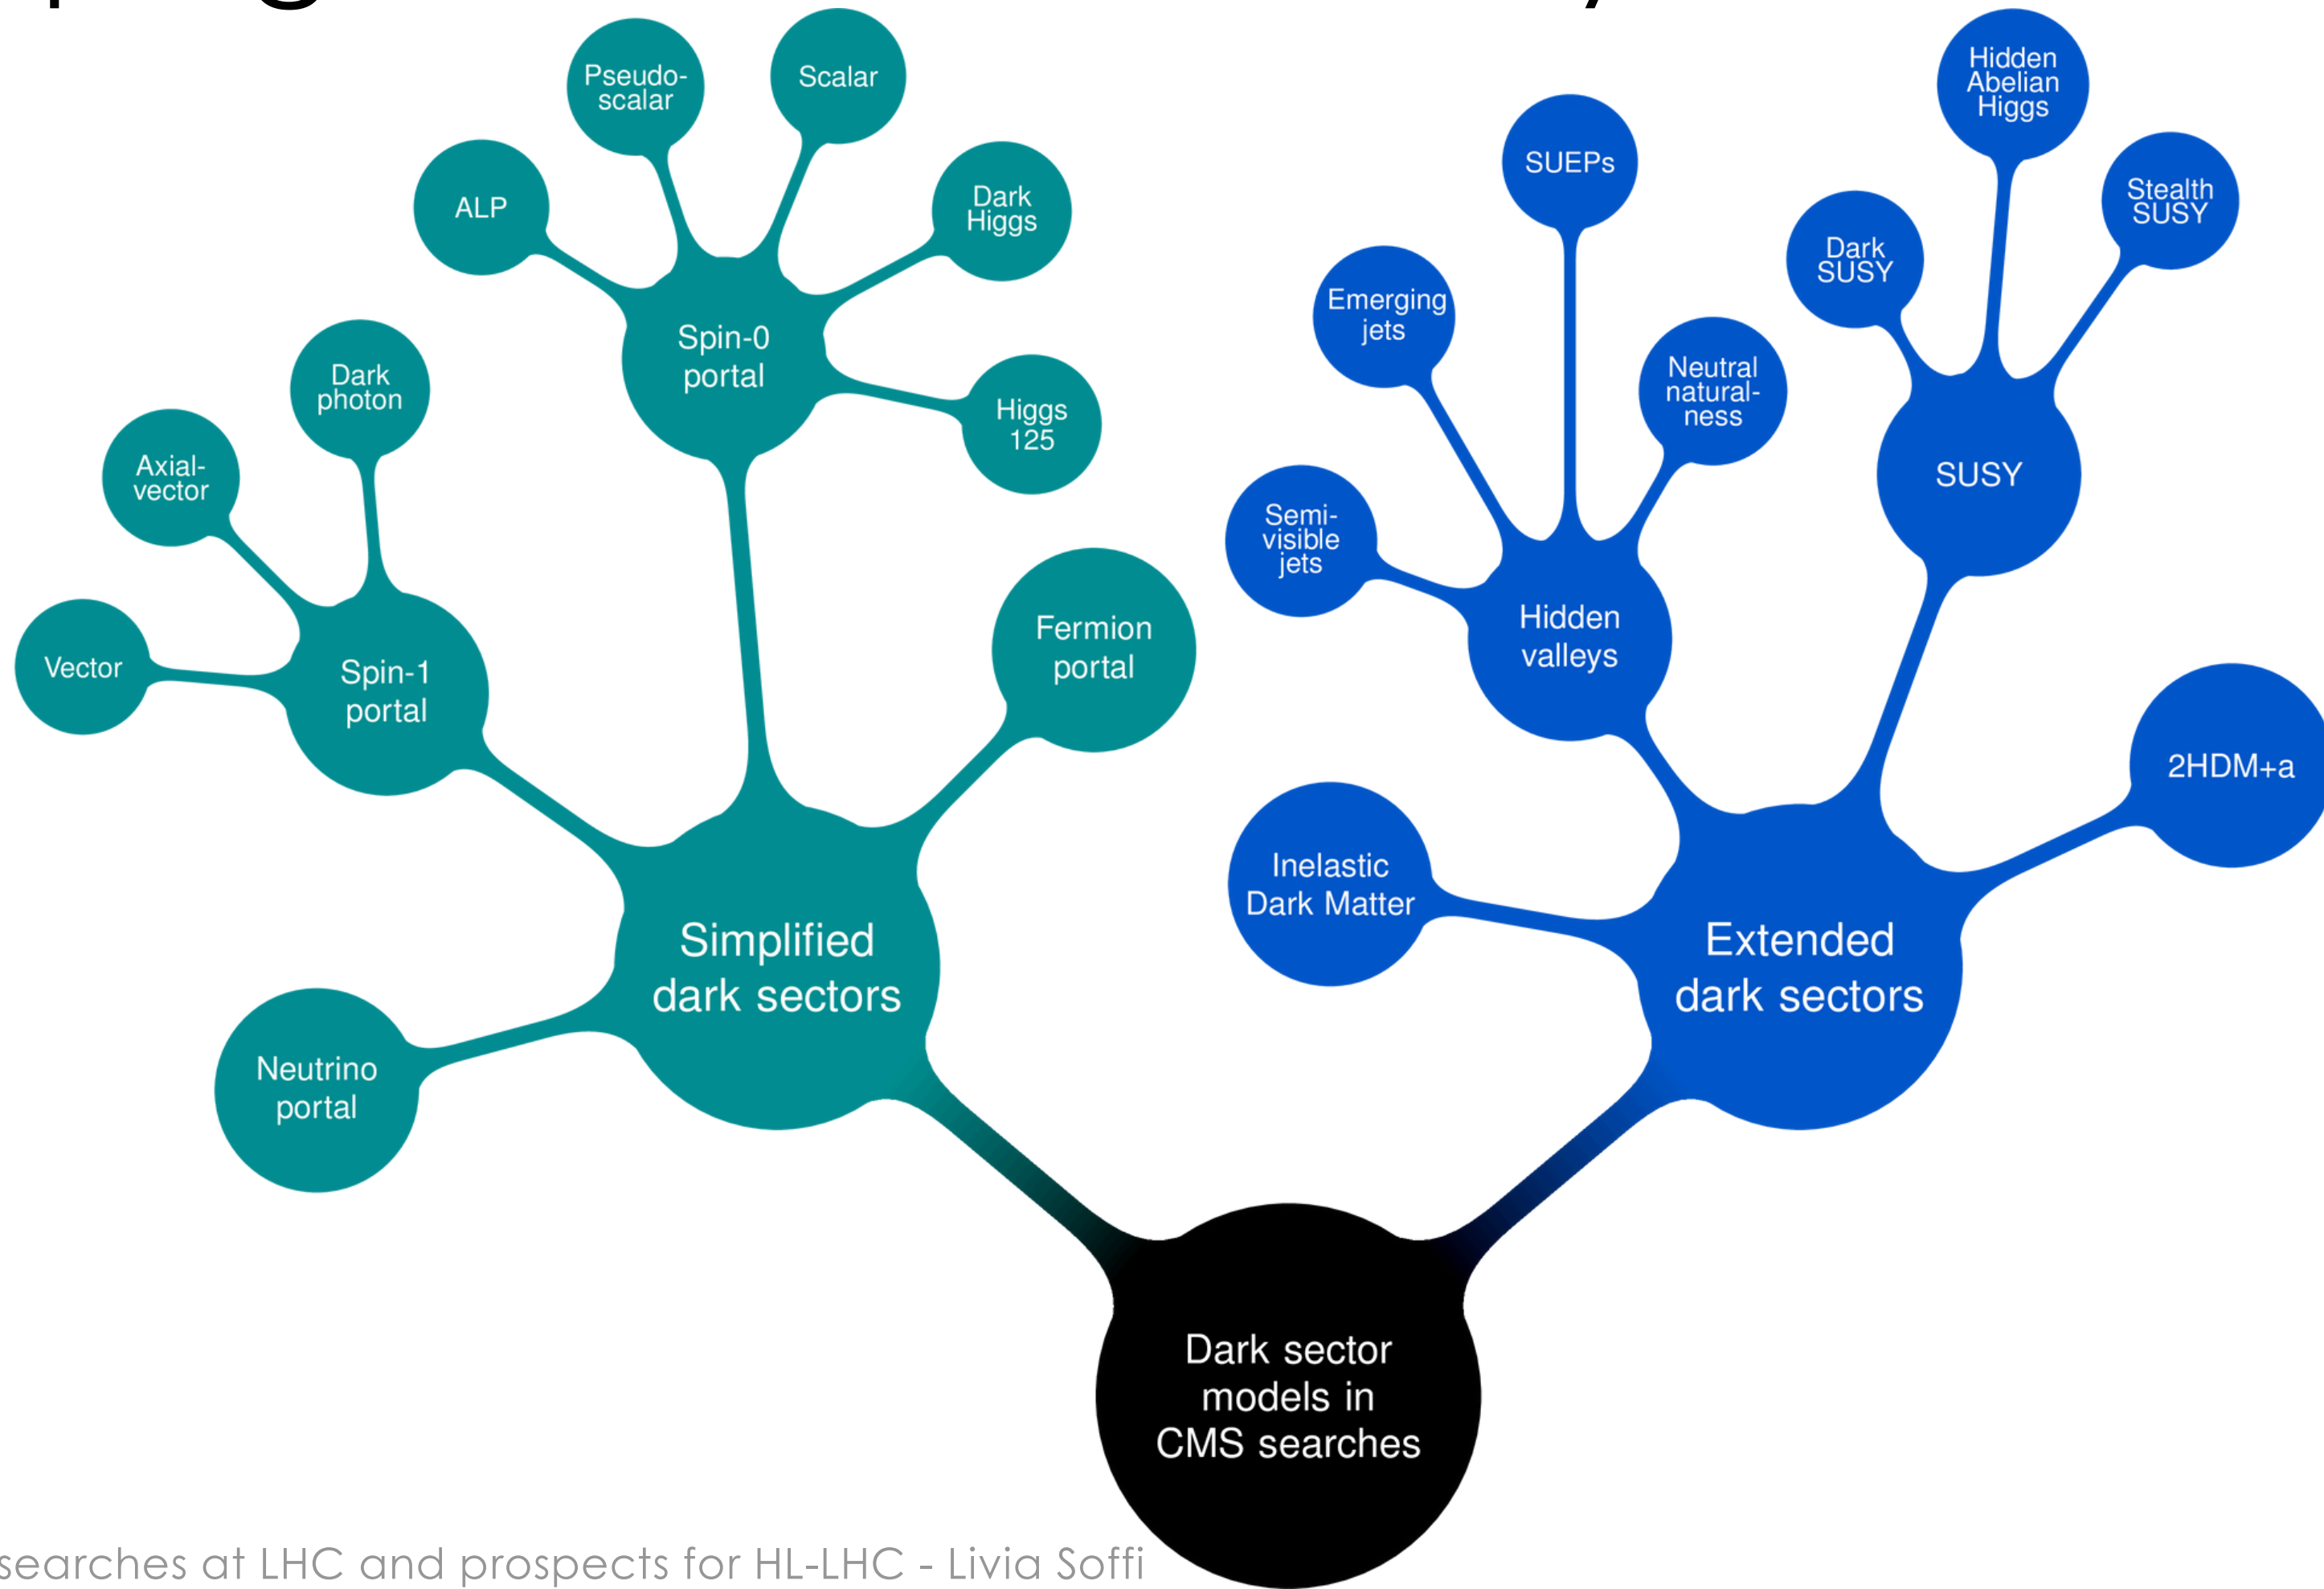 Pseudo-
scalar
Scalar
ALP
Dark
Higgs
Spin-0
portal
Higgs
125
Dark
photon
Axial-
vector
Vector
Spin-1
portal
Fermion
portal
Simplified
dark sectors
Neutrino
portal
Hidden
Abelian
Higgs
SUEPs
Stealth
SUSY
Dark
SUSY
Emerging
jets
Neutral
natural-
ness
SUSY
Semi-
visible
jets
Hidden
valleys
2HDM+a
Inelastic
Dark Matter
Extended
dark sectors
Dark sector
models in
CMS searches
searches at LHC and prospects for HL-LHC - Livia Soffi